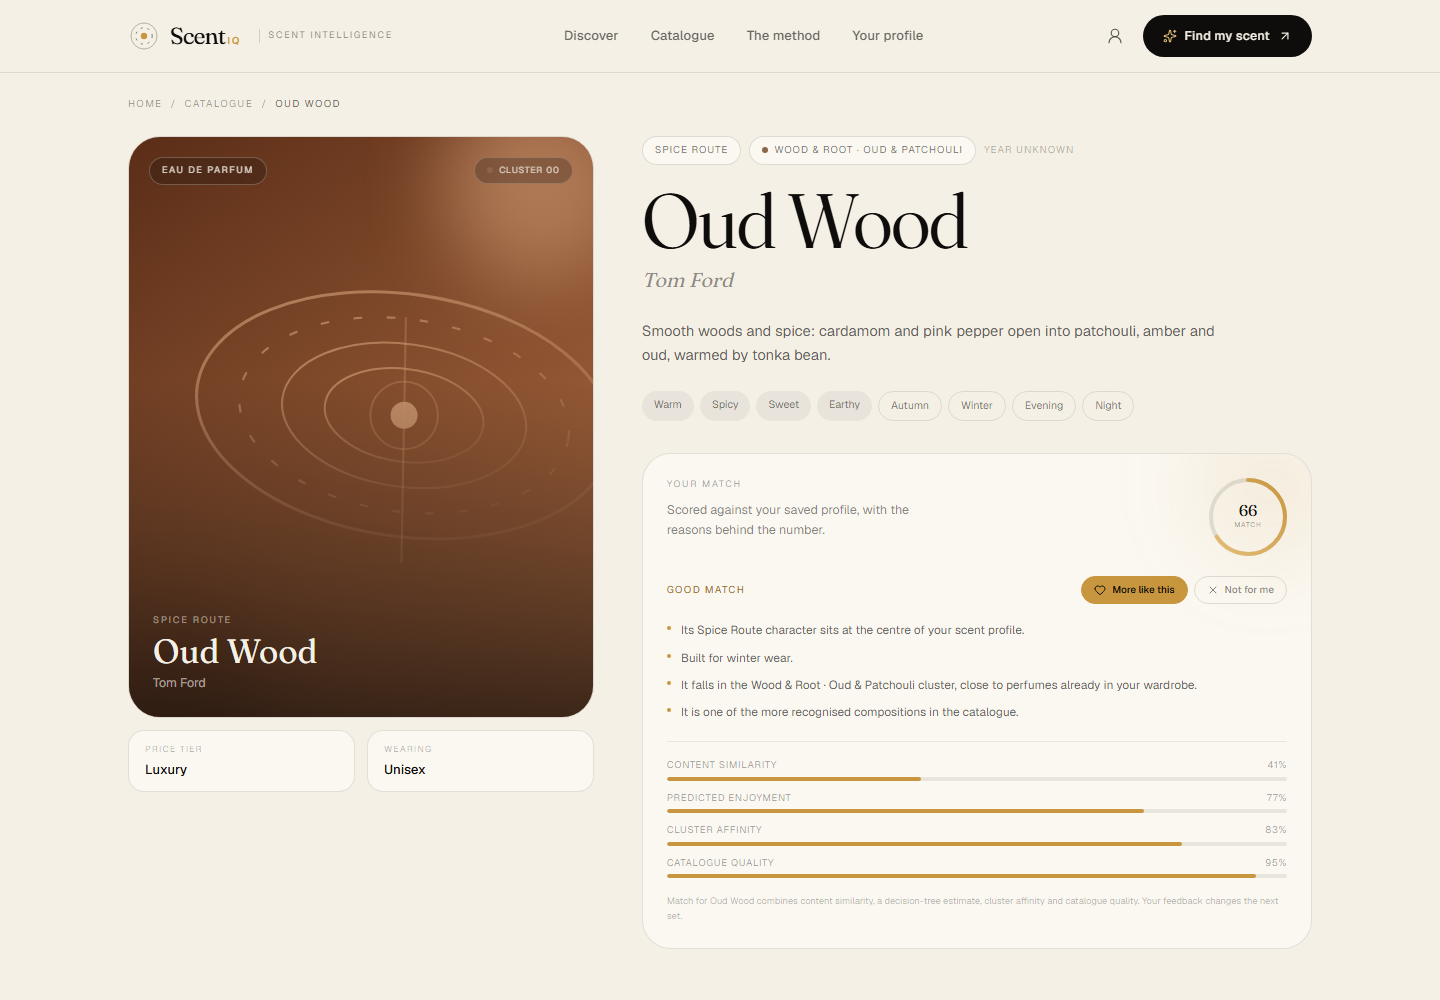 Scent IQ
SCENT INTELLIGENCE
Discover
Catalogue
The method
Your profile
Find my scent
HOME / CATALOGUE / OUD WOOD
EAU DE PARFUM
CLUSTER 00
SPICE ROUTE
Oud Wood
Tom Ford
PRICE TIER
Luxury
WEARING
Unisex
SPICE ROUTE
WOOD & ROOT · OUD & PATCHOULI
YEAR UNKNOWN
Oud Wood
Tom Ford
Smooth woods and spice: cardamom and pink pepper open into patchouli, amber and
oud, warmed by tonka bean.
Warm
Spicy
Sweet
Earthy
Autumn
Winter
Evening
Night
YOUR MATCH
Scored against your saved profile, with the
reasons behind the number.
66
MATCH
GOOD MATCH
More like this
Not for me
Its Spice Route character sits at the centre of your scent profile.
Built for winter wear.
It falls in the Wood & Root · Oud & Patchouli cluster, close to perfumes already in your wardrobe.
It is one of the more recognised compositions in the catalogue.
CONTENT SIMILARITY 41%
PREDICTED ENJOYMENT 77%
CLUSTER AFFINITY 83%
CATALOGUE QUALITY 95%
Match for Oud Wood combines content similarity, a decision-tree estimate, cluster affinity and catalogue quality. Your feedback changes the next
set.